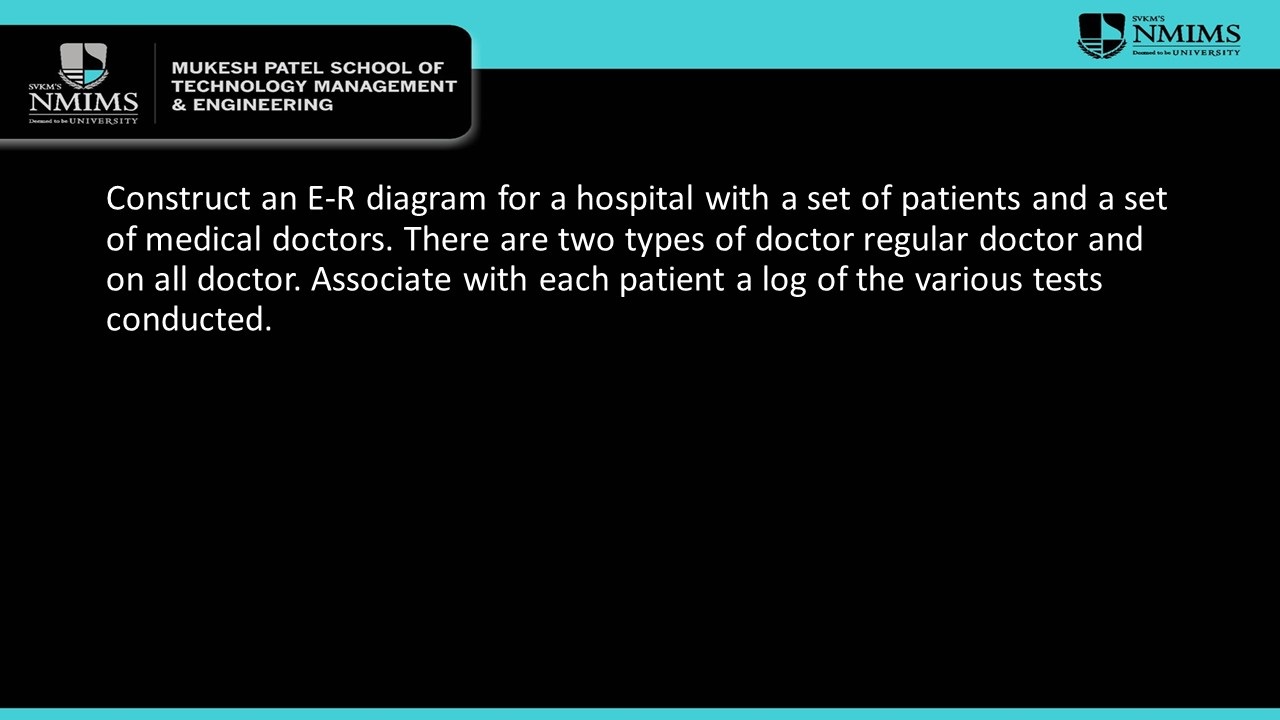 SVKM'S
NMIMS
Deemed to be UNIVERSITY
MUKESH PATEL SCHOOL OF
TECHNOLOGY MANAGEMENT
& ENGINEERING
SVKM'S
NMIMS
Deemed to be UNIVERSITY
Construct an E-R diagram for a hospital with a set of patients and a set
of medical doctors. There are two types of doctor regular doctor and
on all doctor. Associate with each patient a log of the various tests
conducted.